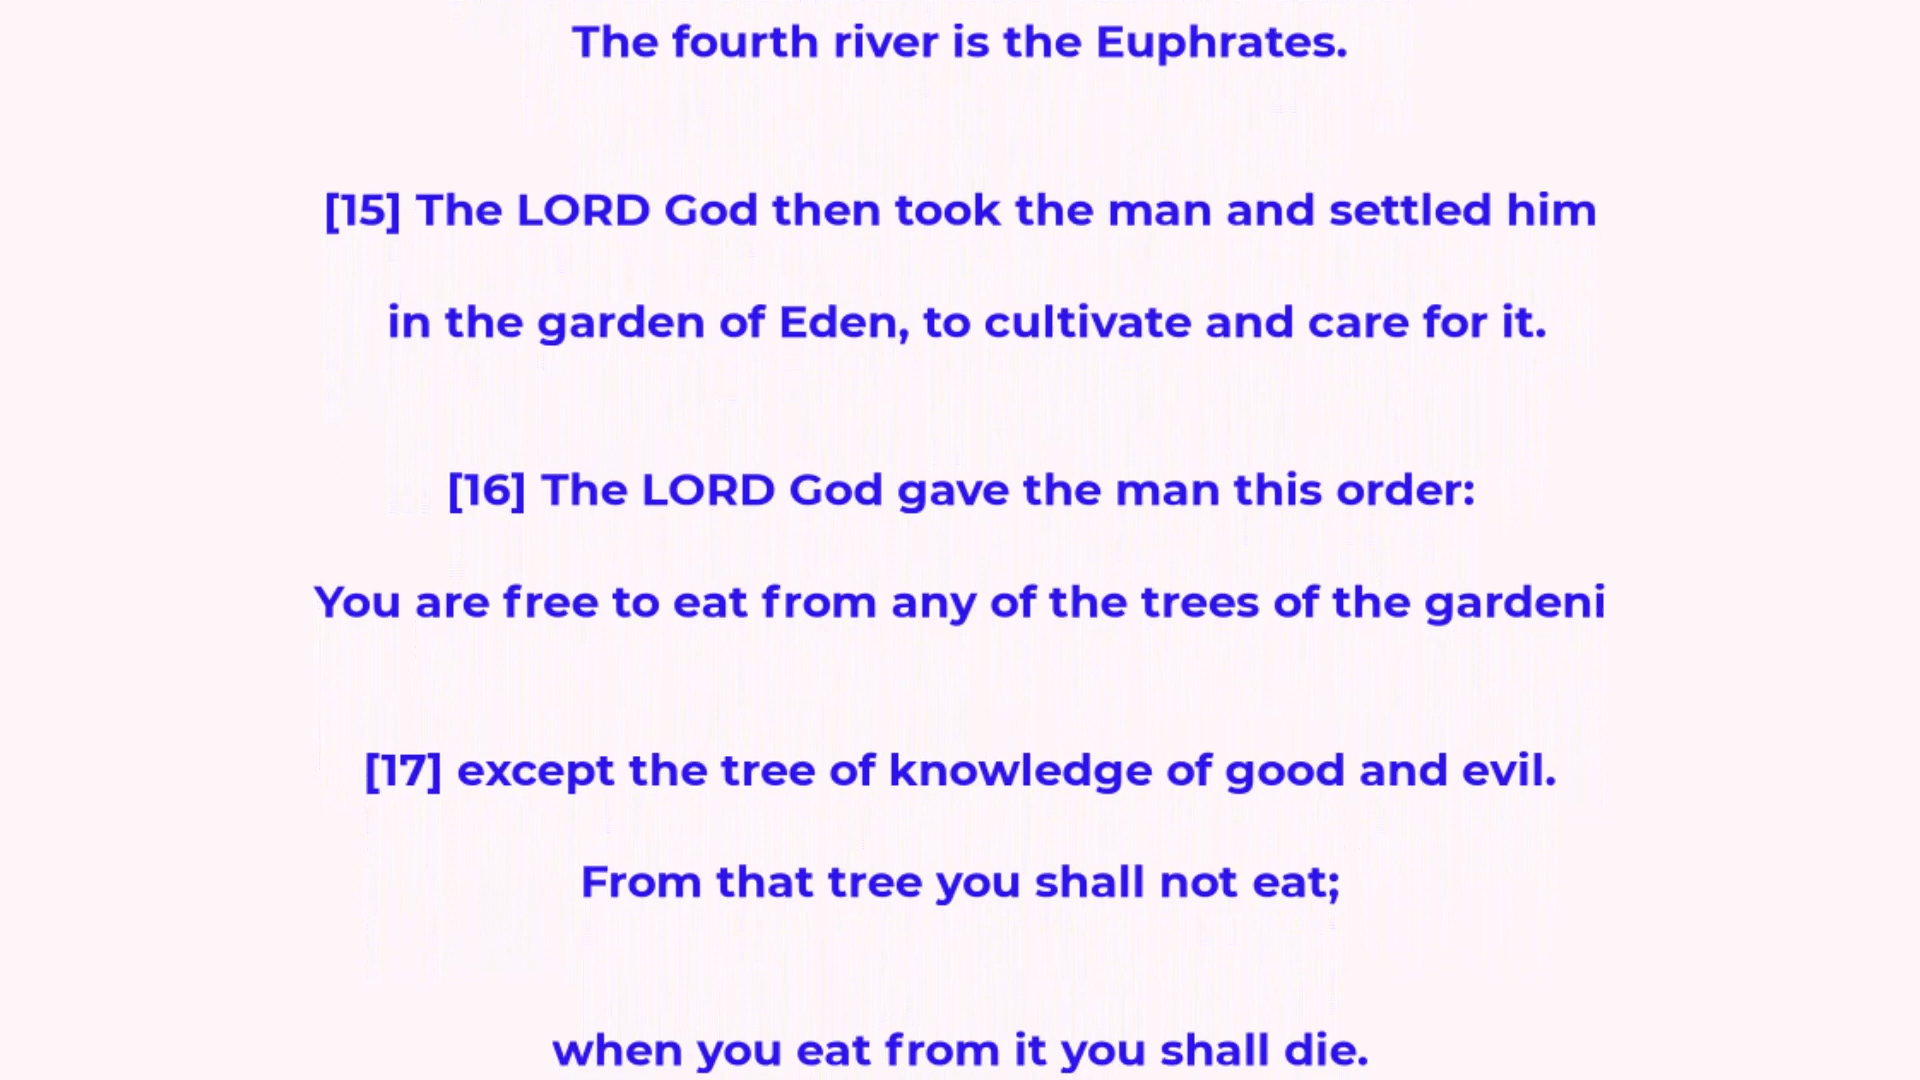 The fourth river is the Euphrates.
[15] The LORD God then took the man and settled him
in the garden of Eden, to cultivate and care for it.
[16] The LORD God gave the man this order:
You are free to eat from any of the trees of the gardeni
[17] except the tree of knowledge of good and evil.
From that tree you shall not eat;
when you eat from it you shall die.